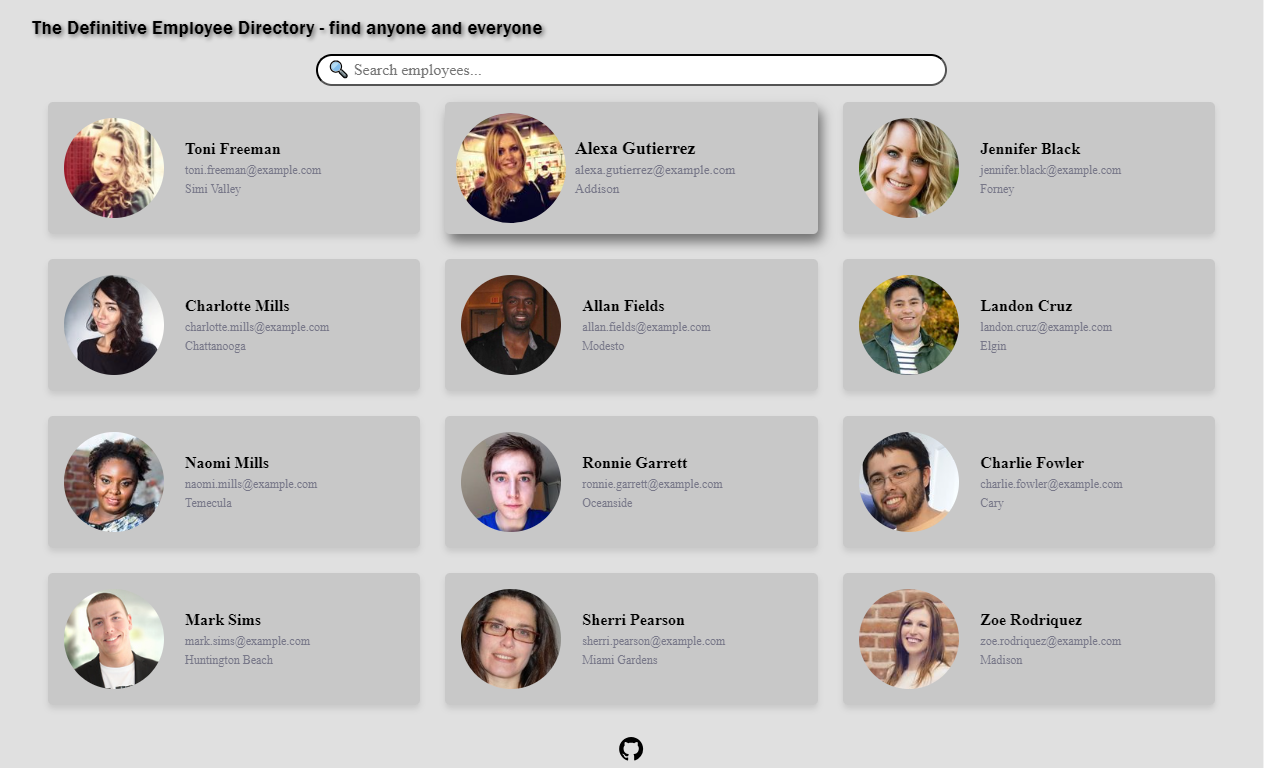 The Definitive Employee Directory - find anyone and everyone
Search employees...
Toni Freeman
toni.freeman@example.com
Simi Valley
Alexa Gutierrez
alexa.gutierrez@example.com
Addison
Jennifer Black
jennifer.black@example.com
Forney
Charlotte Mills
charlotte.mills@example.com
Chattanooga
Allan Fields
allan.fields@example.com
Modesto
Landon Cruz
landon.cruz@example.com
Elgin
Naomi Mills
naomi.mills@example.com
Temecula
Ronnie Garrett
ronnie.garrett@example.com
Oceanside
Charlie Fowler
charlie.fowler@example.com
Cary
Mark Sims
mark.sims@example.com
Huntington Beach
Sherri Pearson
sherri.pearson@example.com
Miami Gardens
Zoe Rodriquez
zoe.rodriquez@example.com
Madison